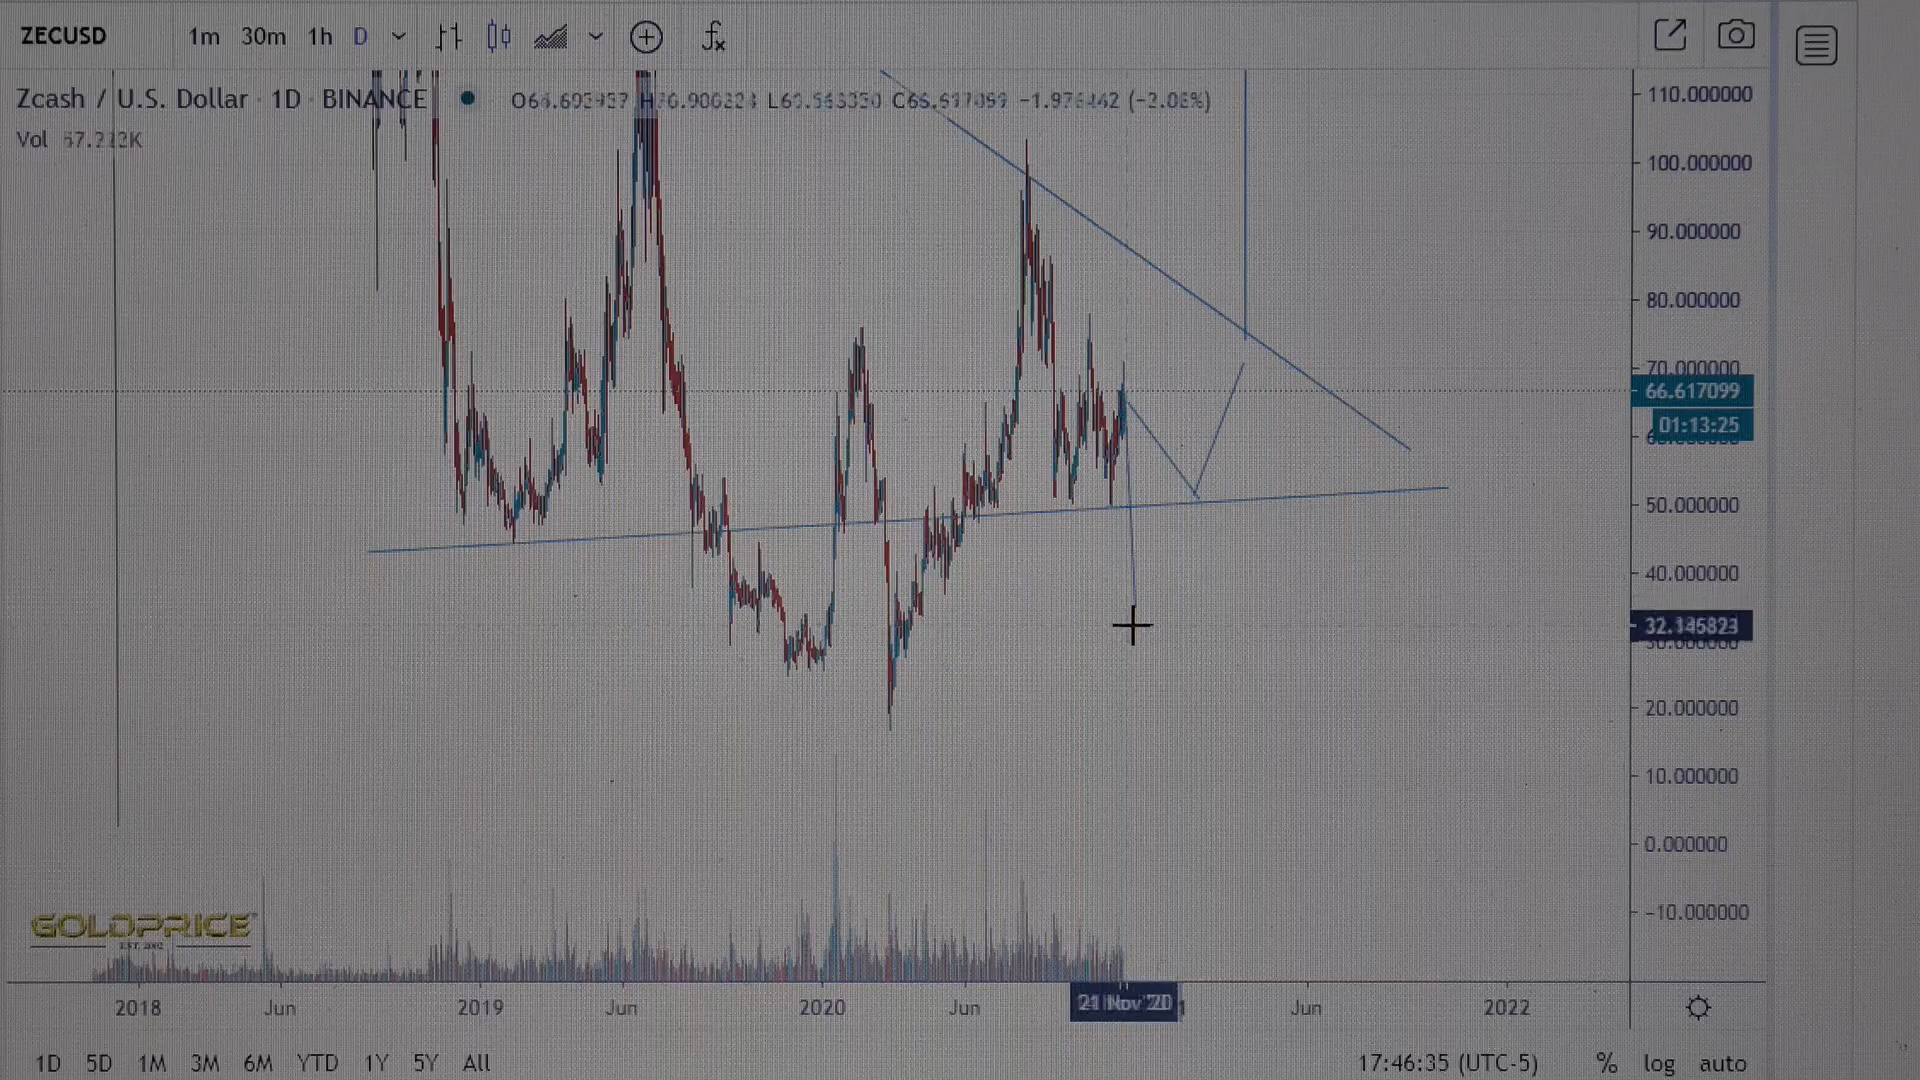 ZECUSD 1m 30m 1h D
Zcash / U.S. Dollar · 1D · BINANCE
Vol
110.000000
100.000000
90.000000
80.000000
70.000000
66.617099
01:13:25
50.000000
40.000000
20.000000
10.000000
0.000000
-10.000000
GOLDPRICE
2018 Jun 2019 Jun 2020 Jun 21 Nov '20 1 Jun 2022
1D 5D 1M 3M 6M YTD 1Y 5Y All 17:46:35 (UTC-5) % log auto